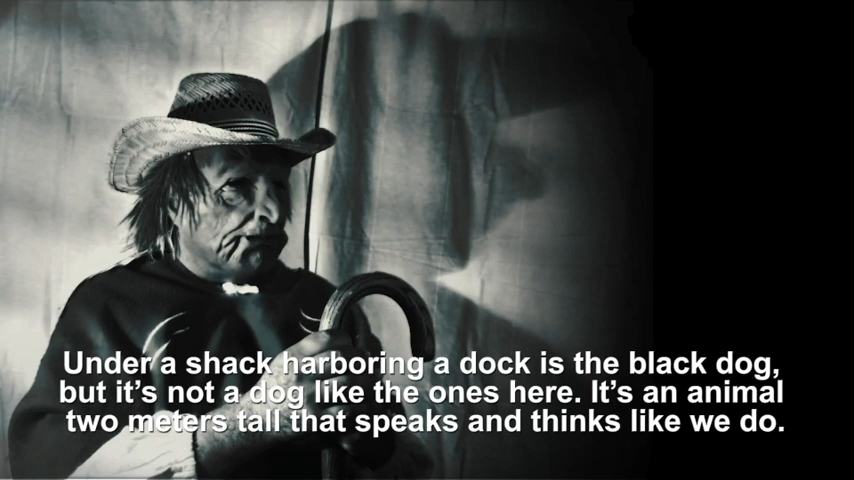 Under a shack harboring a dock is the black dog,
but it’s not a dog like the ones here. It’s an animal
two meters tall that speaks and thinks like we do.